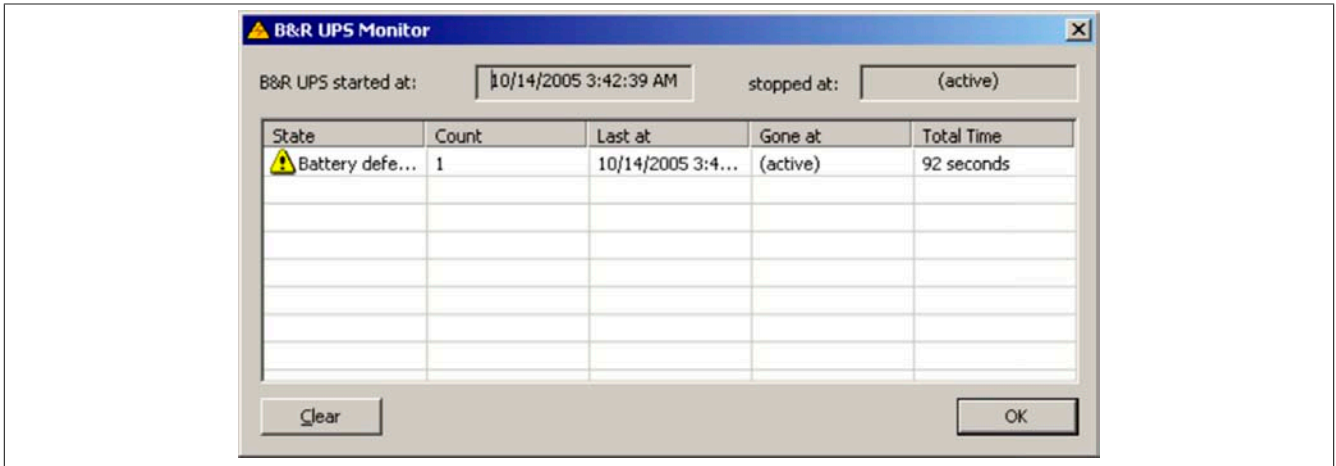 B&R UPS Monitor
B&R UPS started at: 10/14/2005 3:42:39 AM stopped at: (active)
State Count Last at Gone at Total Time
Battery defe... 1 10/14/2005 3:4... (active) 92 seconds
Clear OK